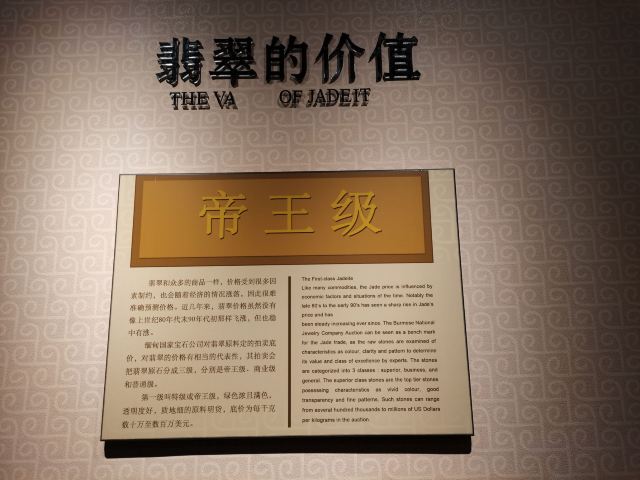 翡翠的价值
THE VA OF JADEIT
帝王级
翡翠和众多的商品一样，价格受到很多因
素制约，也会随着经济的情况涨落，因此很难
准确预测价格。近几年来，翡翠价格虽然没有
像上世纪80年代末90年代初那样飞涨，但也稳
中有涨。
缅甸国家宝石公司对翡翠原料定的拍卖底
价，对翡翠的价格有相当的代表性，其拍卖会
把翡翠原石分成三级，分别是帝王级、商业级
和普通级。
第一级叫特级或帝王级，绿色浓且满色，
透明度好，质地细的原料明货，底价为每千克
数十万至数百万美元。
The First-class Jadeite
Like many commodities, the Jade price is influenced by
economic factors and situations of the time. Notably the
late 80's to the early 90's has seen a sharp rise in Jade's
price and has
been steady increasing ever since. The Burmese National
Jewelry Company Auction can be seen as a bench mark
for the Jade trade, as the raw stones are examined of
characteristics as colour, clarity and pattern to determine
its value and class of excellence by experts. The stones
are categorized into 3 classes : superior, business, and
general. The superior class stones are the top tier stones
possessing characteristics as vivid colour, good
transparency and fine patterns. Such stones can range
from several hundred thousands to millions of US Dollars
per kilograms in the auction